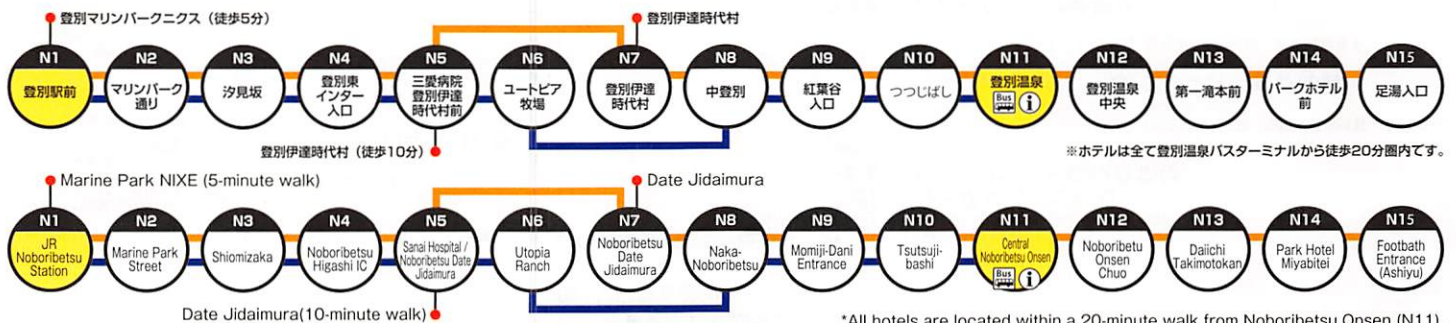 登別マリンパークニクス（徒歩5分）
登別伊達時代村
N1
登別駅前
N2
マリンパーク
通り
N3
汐見坂
N4
登別東
インター
入口
N5
三愛病院
登別伊達
時代村前
N6
ユートピア
牧場
N7
登別伊達
時代村
N8
中登別
N9
紅葉谷
入口
N10
つつじばし
N11
登別温泉
Bus
i
N12
登別温泉
中央
N13
第一滝本前
N14
パークホテル
前
N15
足湯入口
登別伊達時代村（徒歩10分）
※ホテルは全て登別温泉バスターミナルから徒歩20分圏内です。
Marine Park NIXE (5-minute walk)
Date Jidaimura
N1
JR
Noboribetsu
Station
N2
Marine Park
Street
N3
Shiomizaka
N4
Noboribetsu
Higashi IC
N5
Sanai Hospital /
Noboribetsu Date
Jidaimura
N6
Utopia
Ranch
N7
Noboribetsu
Date
Jidaimura
N8
Naka-
Noboribetsu
N9
Momiji-Dani
Entrance
N10
Tsutsuji-
bashi
N11
Central
Noboribetsu Onsen
Bus
i
N12
Noboribetu
Onsen
Chuo
N13
Daiichi
Takimotokan
N14
Park Hotel
Miyabitei
N15
Footbath
Entrance
(Ashiyu)
Date Jidaimura(10-minute walk)
*All hotels are located within a 20-minute walk from Noboribetsu Onsen (N11)